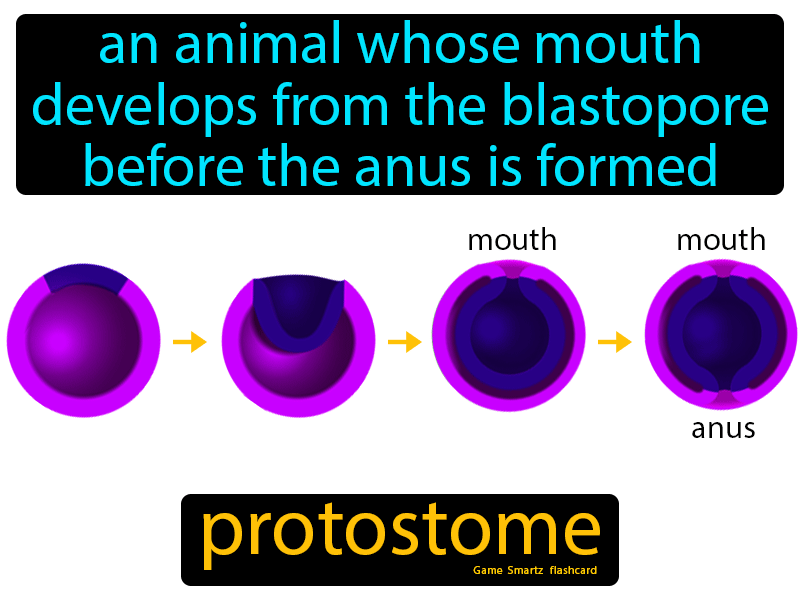 an animal whose mouth
develops from the blastopore
before the anus is formed
mouth
mouth
anus
protostome
Game Smartz flashcard